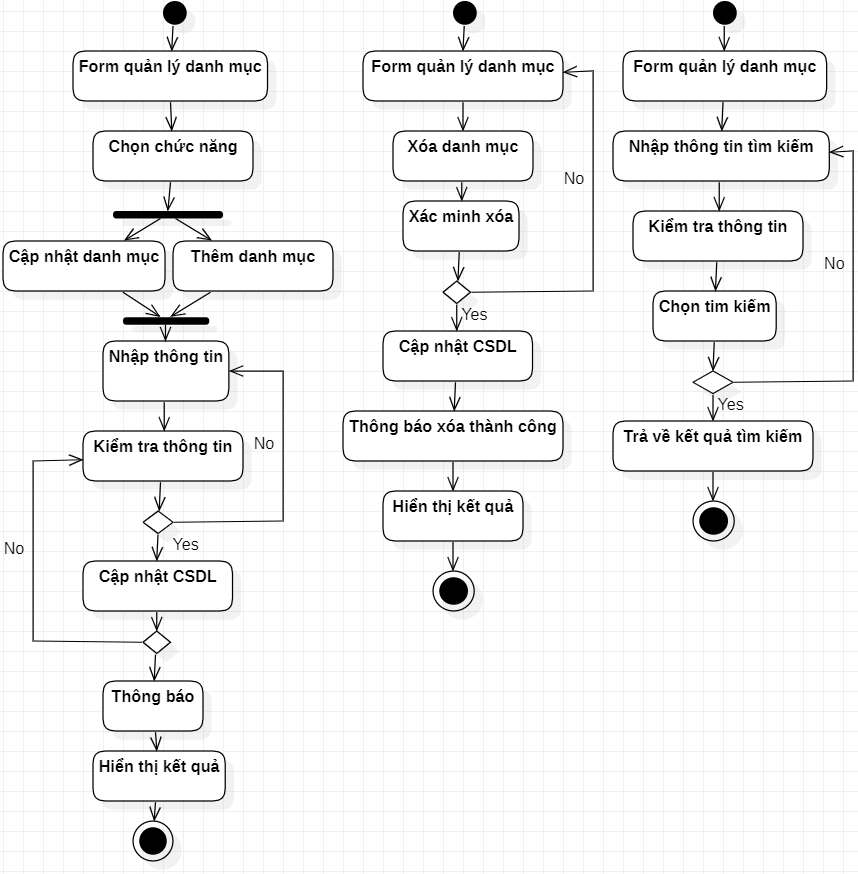 Form quản lý danh mục
Chọn chức năng
Cập nhật danh mục
Thêm danh mục
Nhập thông tin
Kiểm tra thông tin
No
Yes
No
Cập nhật CSDL
Thông báo
Hiển thị kết quả
Form quản lý danh mục
Xóa danh mục
No
Xác minh xóa
Yes
Cập nhật CSDL
Thông báo xóa thành công
Hiển thị kết quả
Form quản lý danh mục
Nhập thông tin tìm kiếm
Kiểm tra thông tin
No
Chọn tìm kiếm
Yes
Trả về kết quả tìm kiếm